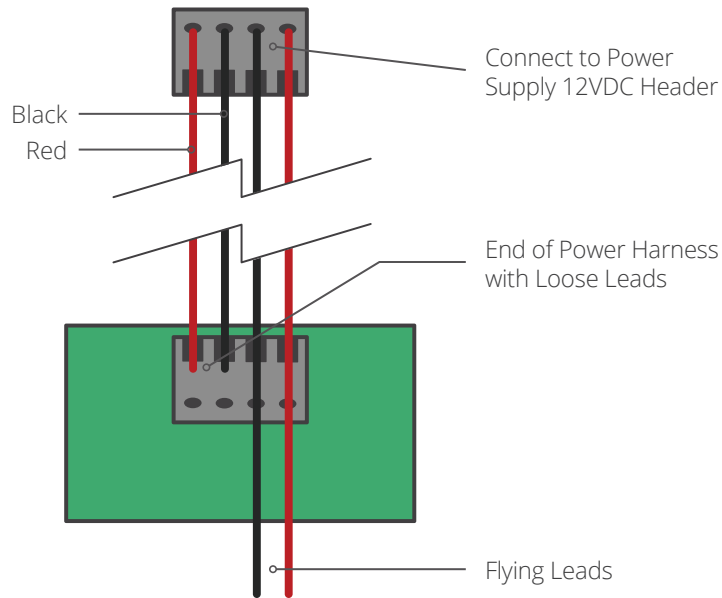 Connect to Power
Supply 12VDC Header
Black
Red
End of Power Harness
with Loose Leads
Flying Leads